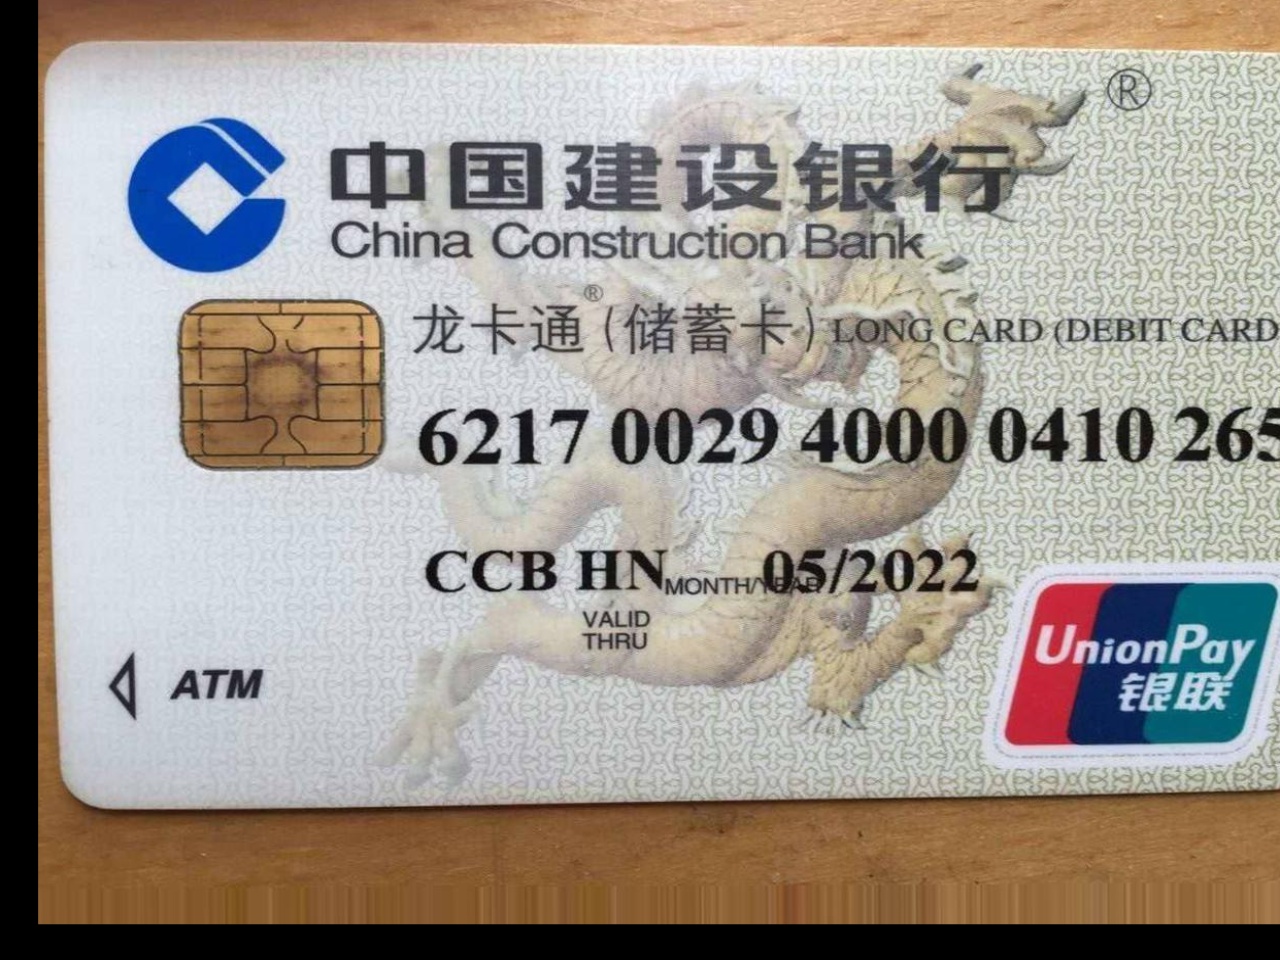 ®
中国建设银行
China Construction Bank
龙卡通®(储蓄卡) LONG CARD (DEBIT CARD
6217 0029 4000 0410 265
CCB HN MONTH/YEAR 05/2022
VALID
THRU
ATM
UnionPay
银联